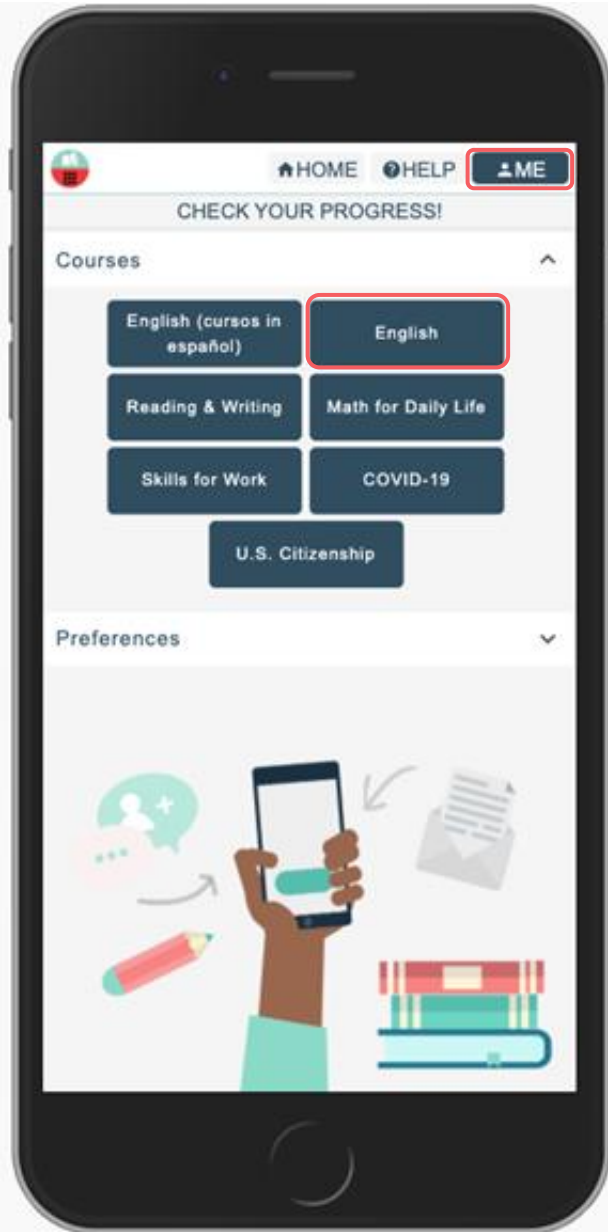 HOME HELP ME
CHECK YOUR PROGRESS!
Courses
English (cursos in
español)
English
Reading & Writing
Math for Daily Life
Skills for Work
COVID-19
U.S. Citizenship
Preferences